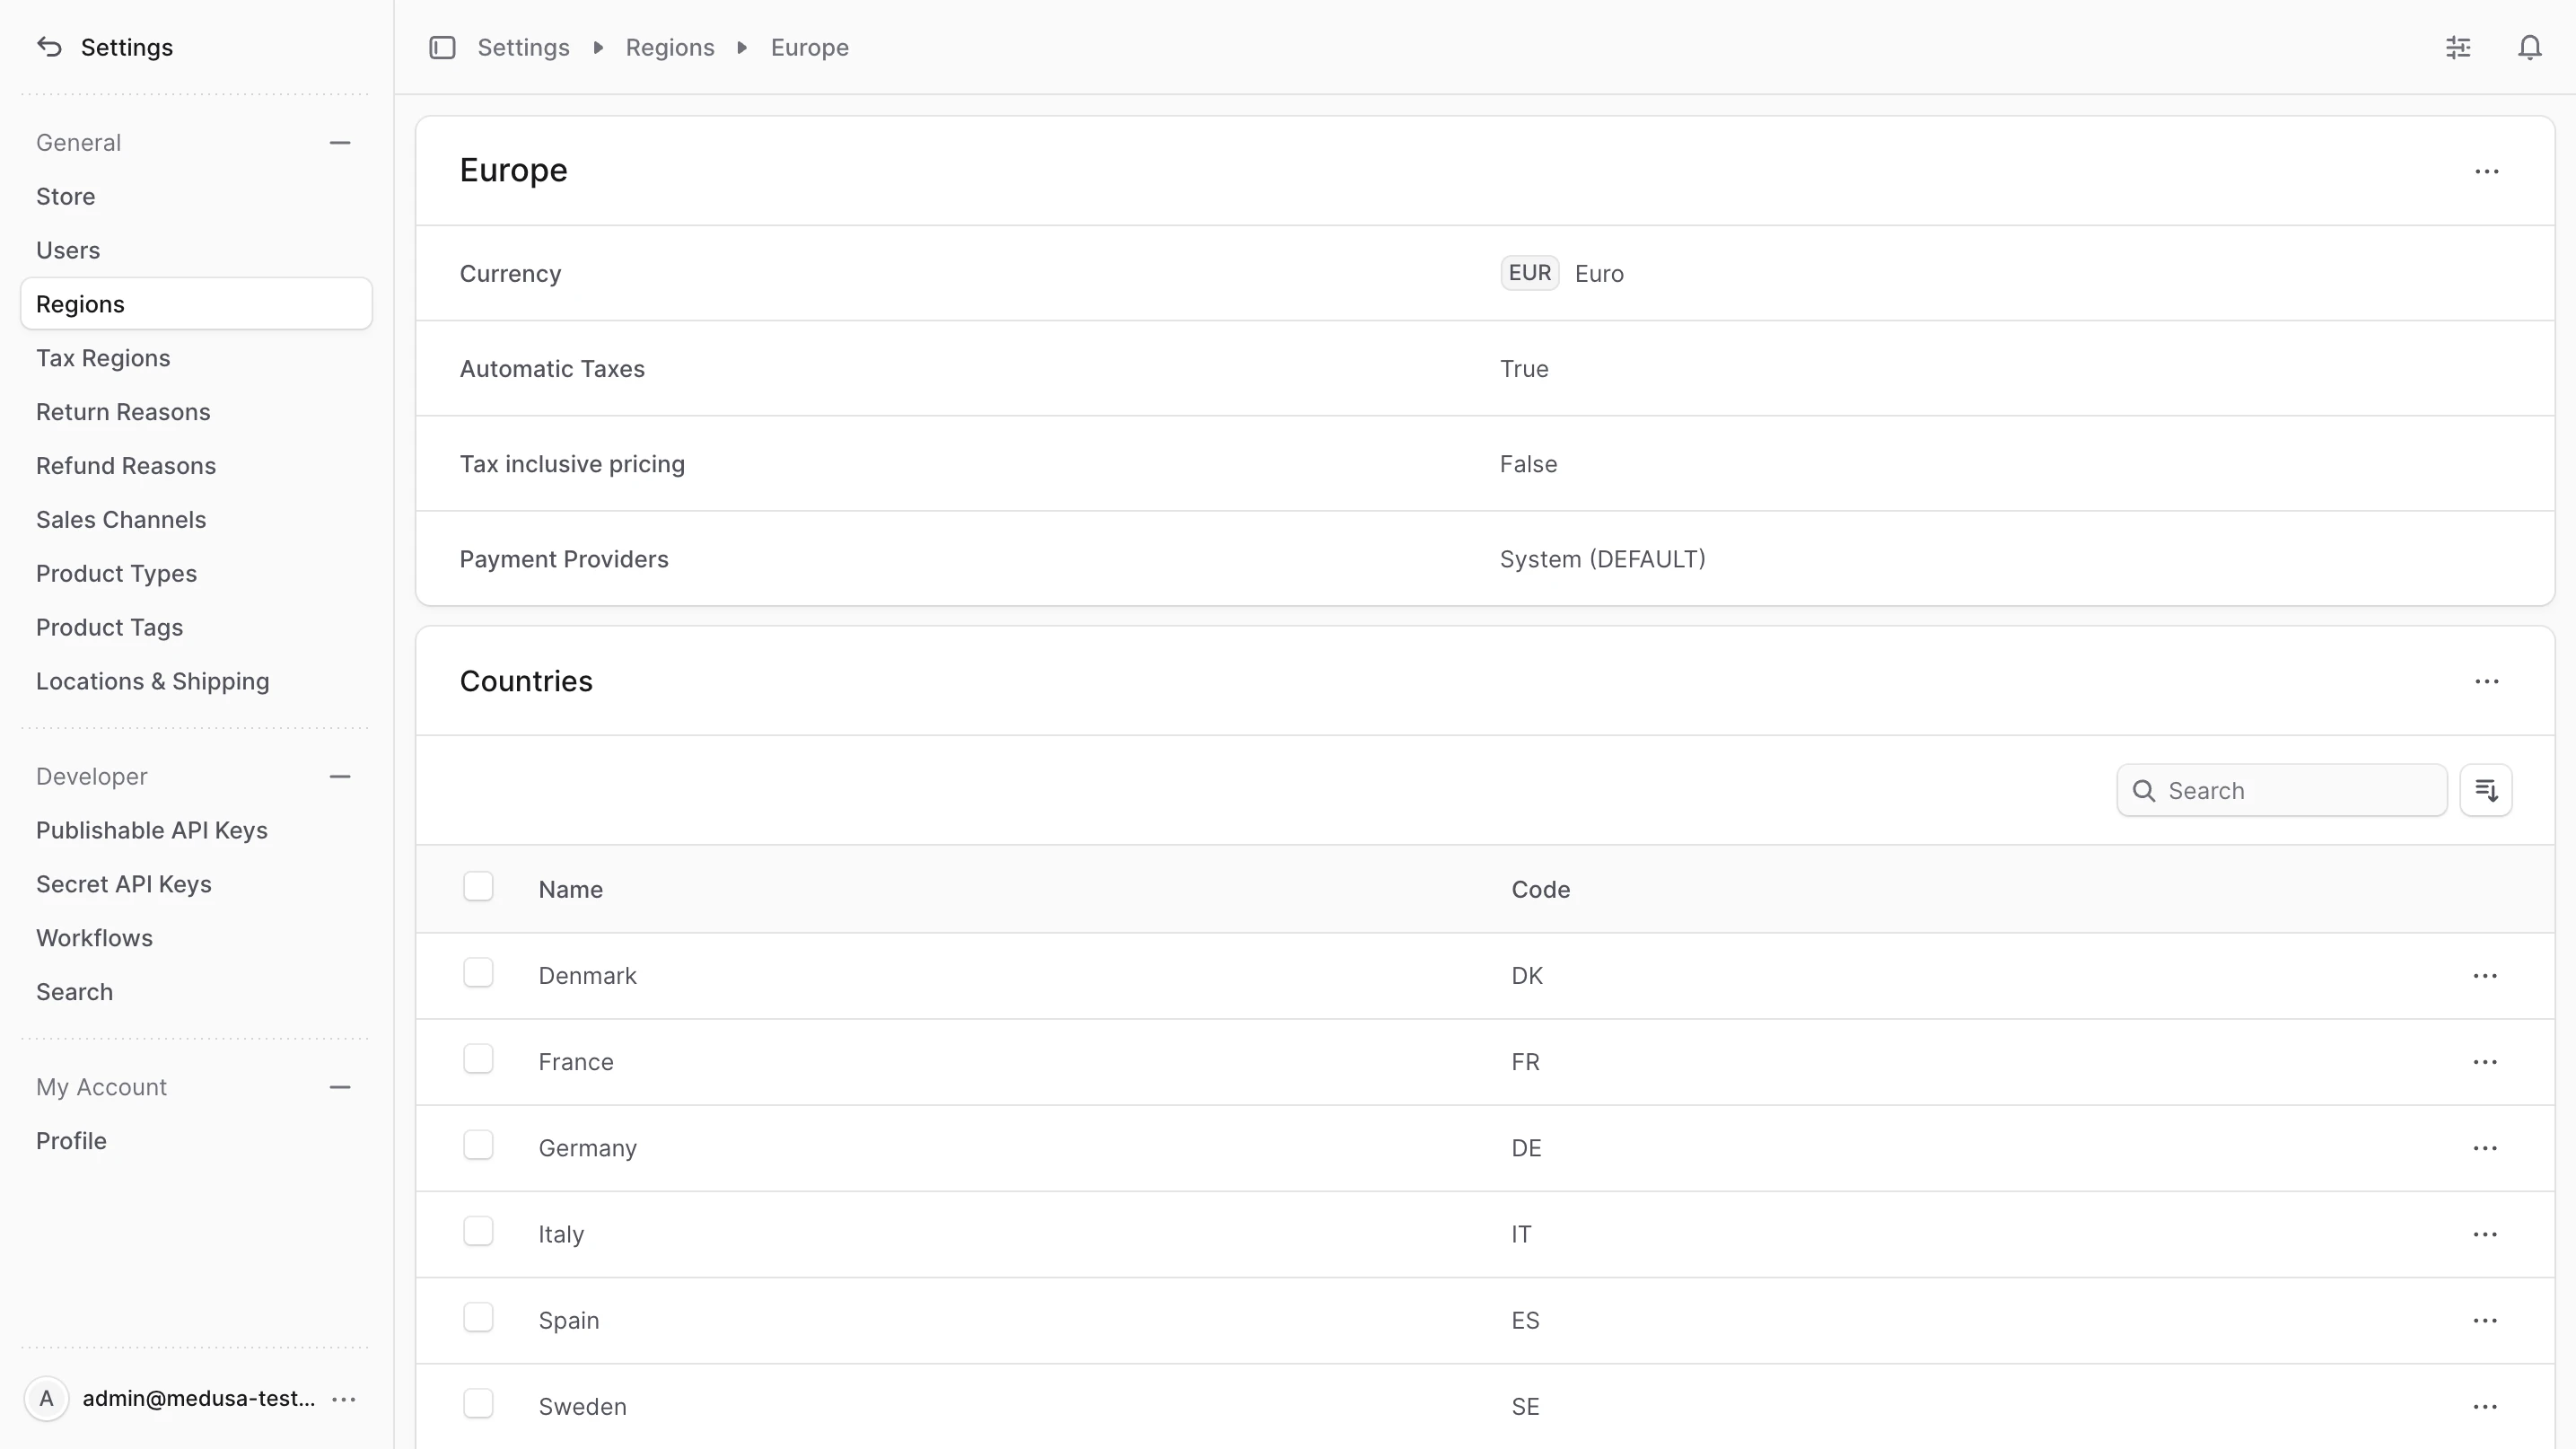 Settings
General
Store
Users
Regions
Tax Regions
Return Reasons
Refund Reasons
Sales Channels
Product Types
Product Tags
Locations & Shipping
Developer
Publishable API Keys
Secret API Keys
Workflows
Search
My Account
Profile
A admin@medusa-test...
Settings Regions Europe
Europe
Currency EUR Euro
Automatic Taxes True
Tax inclusive pricing False
Payment Providers System (DEFAULT)
Countries
Search
Name Code
Denmark DK
France FR
Germany DE
Italy IT
Spain ES
Sweden SE